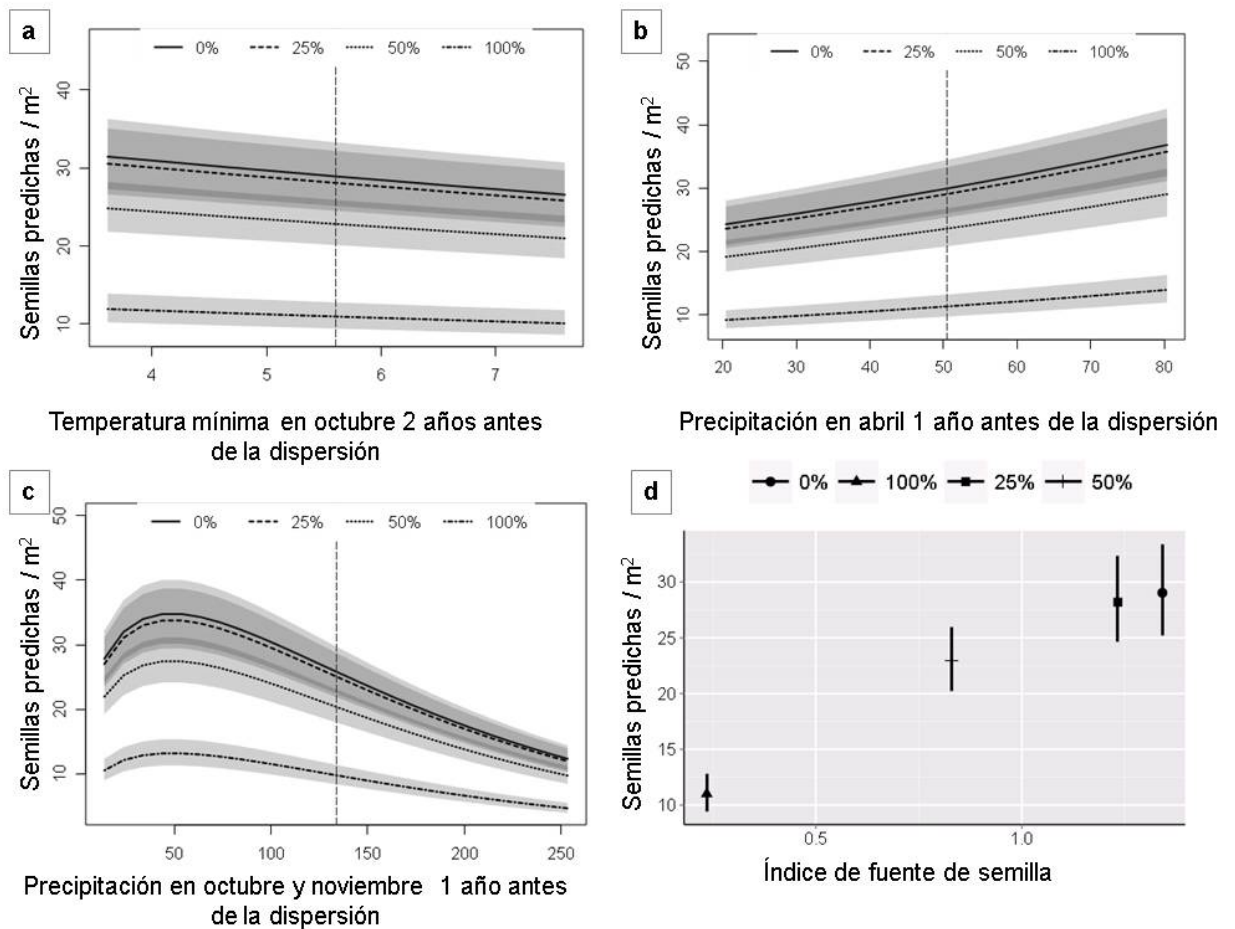 a
0% 25% 50% 100%
Semillas predichas / m²
40
30
20
10
4 5 6 7
Temperatura mínima en octubre 2 años antes
de la dispersión
b
0% 25% 50% 100%
Semillas predichas / m²
50
40
30
20
10
20 30 40 50 60 70 80
Precipitación en abril 1 año antes de la dispersión
c
0% 25% 50% 100%
Semillas predichas / m²
50
40
30
20
10
50 100 150 200 250
Precipitación en octubre y noviembre 1 año antes
de la dispersión
d
0% 100% 25% 50%
Semillas predichas / m²
30
25
20
15
10
0.5 1.0
Índice de fuente de semilla